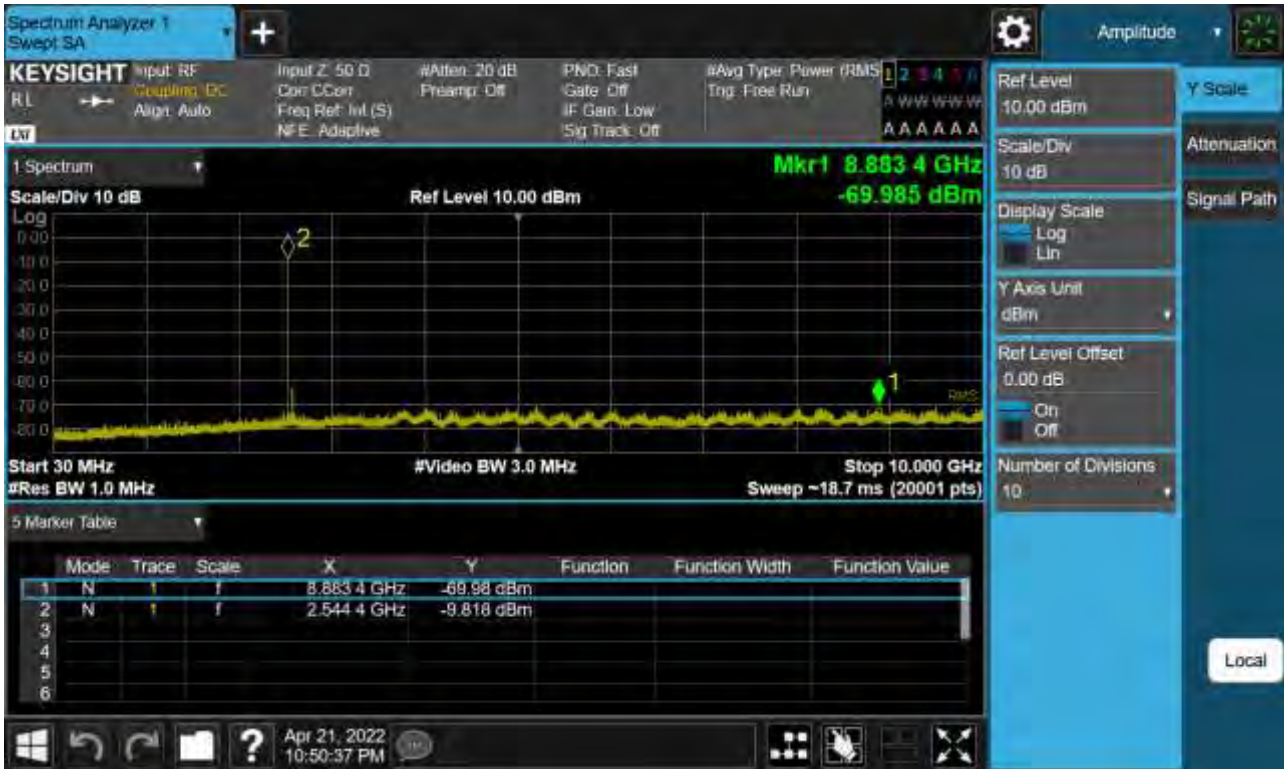 Spectrum Analyzer 1
Swept SA
Amplitude
KEYSIGHT
RL
Input: RF
Coupling: DC
Align: Auto
Input Z: 50 Ω
Corr CCorr
Freq Ref: Int (S)
NFE: Adaptive
#Atten: 20 dB
Preamp: Off
PNO: Fast
Gate: Off
IF Gain: Low
Sig Track: Off
#Avg Type: Power (RMS
Trig: Free Run
1 2 3 4 5 6
A W W W W W
A A A A A A
1 Spectrum
Scale/Div 10 dB
Ref Level 10.00 dBm
Mkr1 8.883 4 GHz
-69.985 dBm
Log
0.00
-10.0
-20.0
-30.0
-40.0
-50.0
-60.0
-70.0
-80.0
2
1
RMS
Start 30 MHz
#Res BW 1.0 MHz
#Video BW 3.0 MHz
Stop 10.000 GHz
Sweep ~18.7 ms (20001 pts)
5 Marker Table
Mode Trace Scale X Y Function Function Width Function Value
1 N 1 f 8.883 4 GHz -69.98 dBm
2 N 1 f 2.544 4 GHz -9.818 dBm
3
4
5
6
Ref Level
10.00 dBm
Scale/Div
10 dB
Display Scale
Log
Lin
Y Axis Unit
dBm
Ref Level Offset
0.00 dB
On
Off
Number of Divisions
10
Y Scale
Attenuation
Signal Path
Local
?
Apr 21, 2022
10:50:37 PM